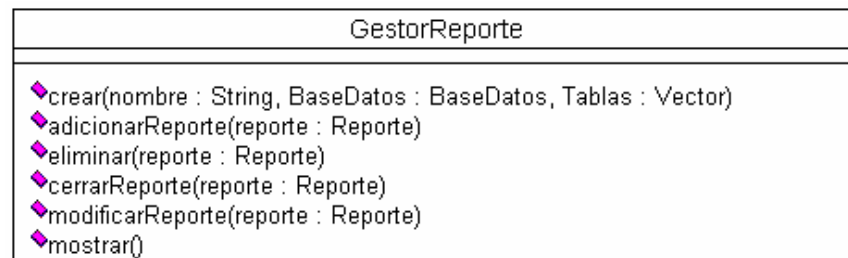 GestorReporte
crear(nombre : String, BaseDatos : BaseDatos, Tablas : Vector)
adicionarReporte(reporte : Reporte)
eliminar(reporte : Reporte)
cerrarReporte(reporte : Reporte)
modificarReporte(reporte : Reporte)
mostrar()